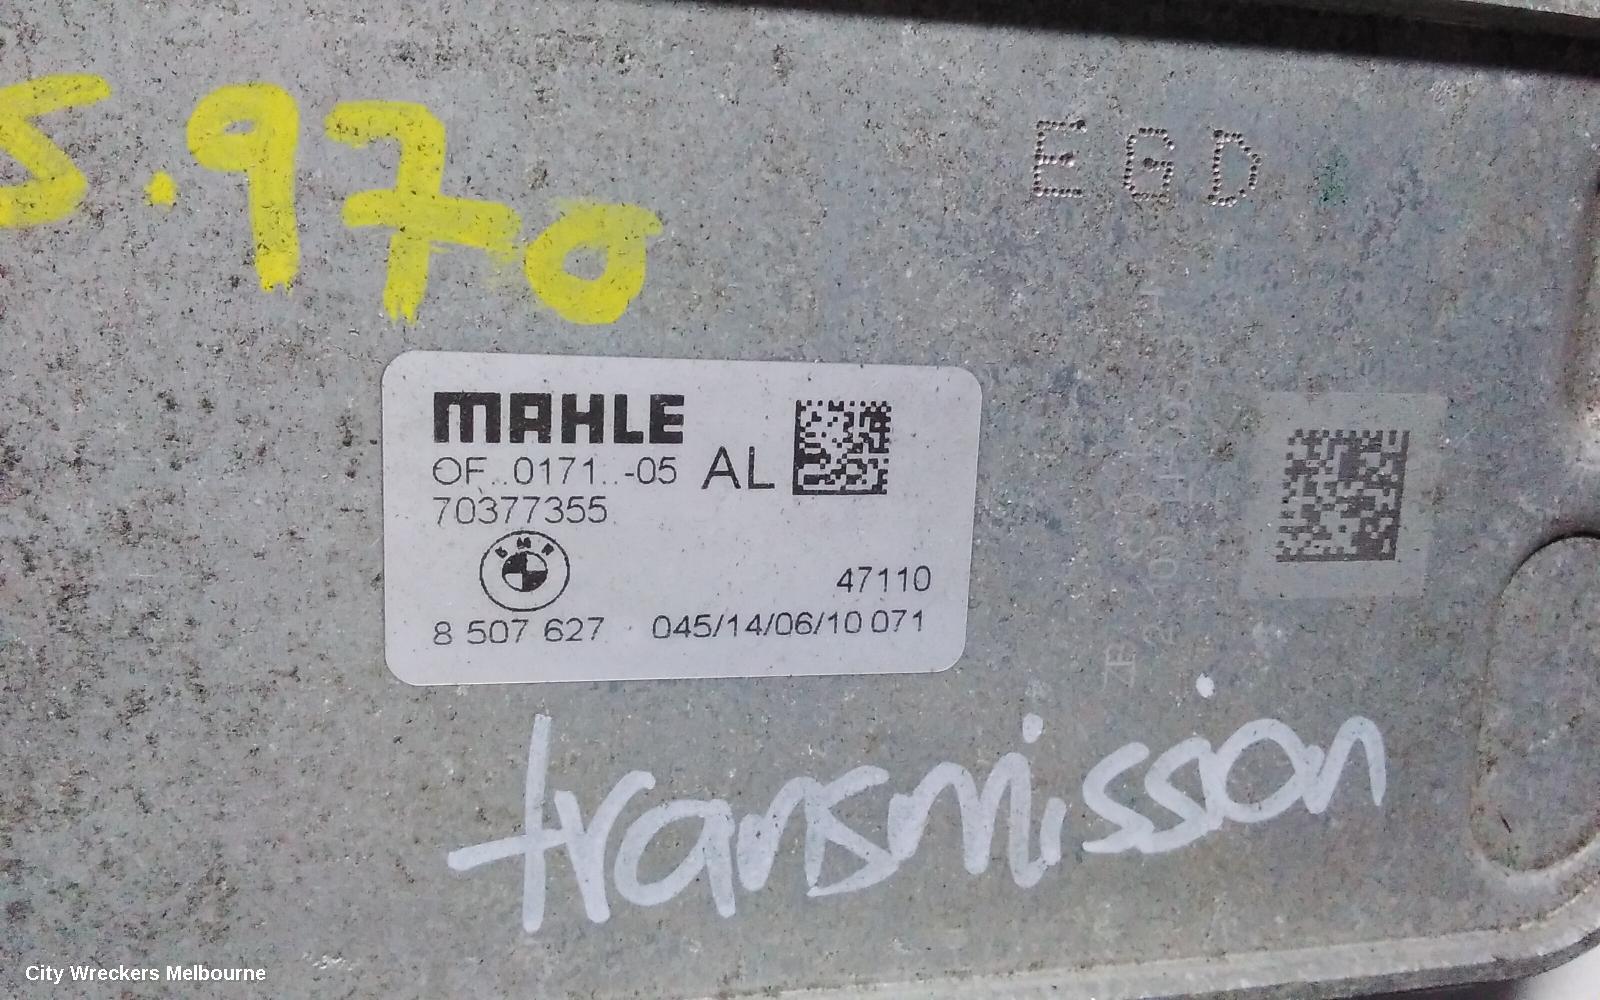 S.970
EGD
MAHLE
OF..0171..-05 AL
70377355
BMW
47110
8 507 627 045/14/06/10 071
transmission
City Wreckers Melbourne